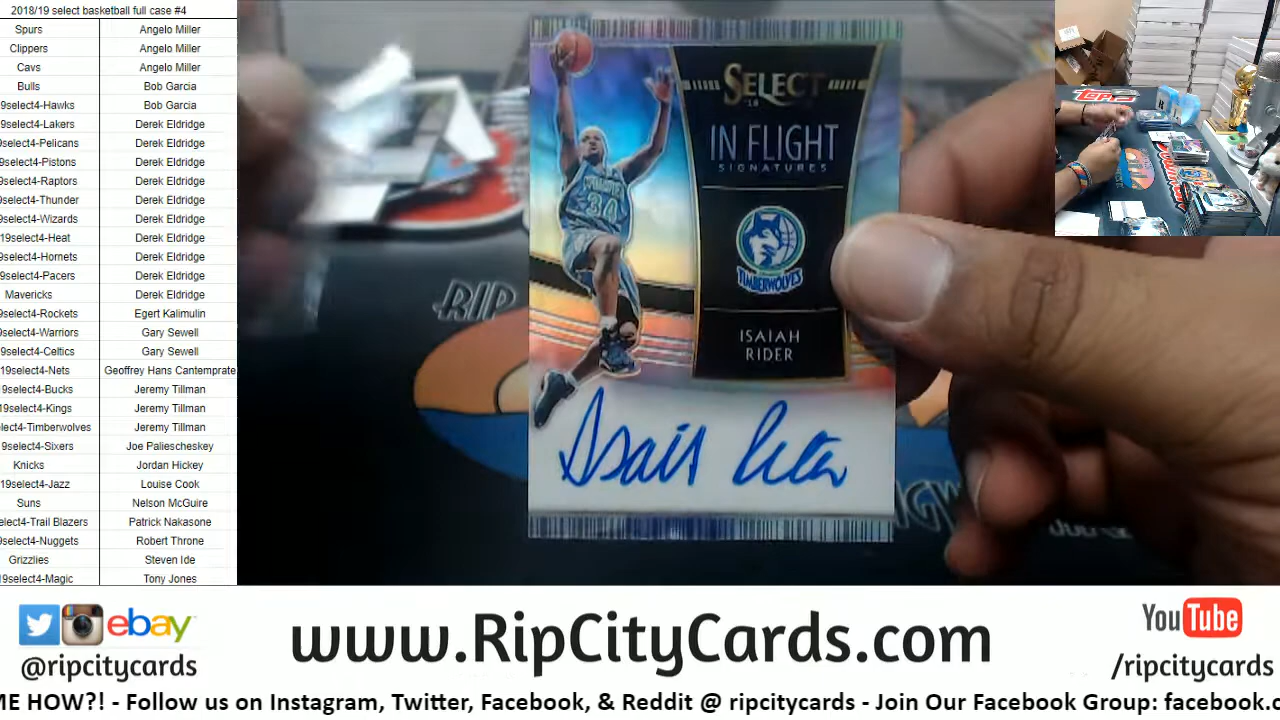 2018/19 select basketball full case #4
Spurs Angelo Miller
Clippers Angelo Miller
Cavs Angelo Miller
Bulls Bob Garcia
9select4-Hawks Bob Garcia
9select4-Lakers Derek Eldridge
9select4-Pelicans Derek Eldridge
9select4-Pistons Derek Eldridge
9select4-Raptors Derek Eldridge
9select4-Thunder Derek Eldridge
9select4-Wizards Derek Eldridge
19select4-Heat Derek Eldridge
9select4-Hornets Derek Eldridge
9select4-Pacers Derek Eldridge
Mavericks Derek Eldridge
9select4-Rockets Egert Kalimulin
9select4-Warriors Gary Sewell
9select4-Celtics Gary Sewell
19select4-Nets Geoffrey Hans Cantemprate
9select4-Bucks Jeremy Tillman
19select4-Kings Jeremy Tillman
lect4-Timberwolves Jeremy Tillman
9select4-Sixers Joe Paliescheskey
Knicks Jordan Hickey
19select4-Jazz Louise Cook
Suns Nelson McGuire
elect4-Trail Blazers Patrick Nakasone
9select4-Nuggets Robert Throne
Grizzlies Steven Ide
19select4-Magic Tony Jones
SELECT
IN FLIGHT
SIGNATURES
TIMBERWOLVES
ISAIAH
RIDER
34
RIP
ebay
@ripcitycards
www.RipCityCards.com
YouTube
/ripcitycards
ME HOW?! - Follow us on Instagram, Twitter, Facebook, & Reddit @ ripcitycards - Join Our Facebook Group: facebook.c